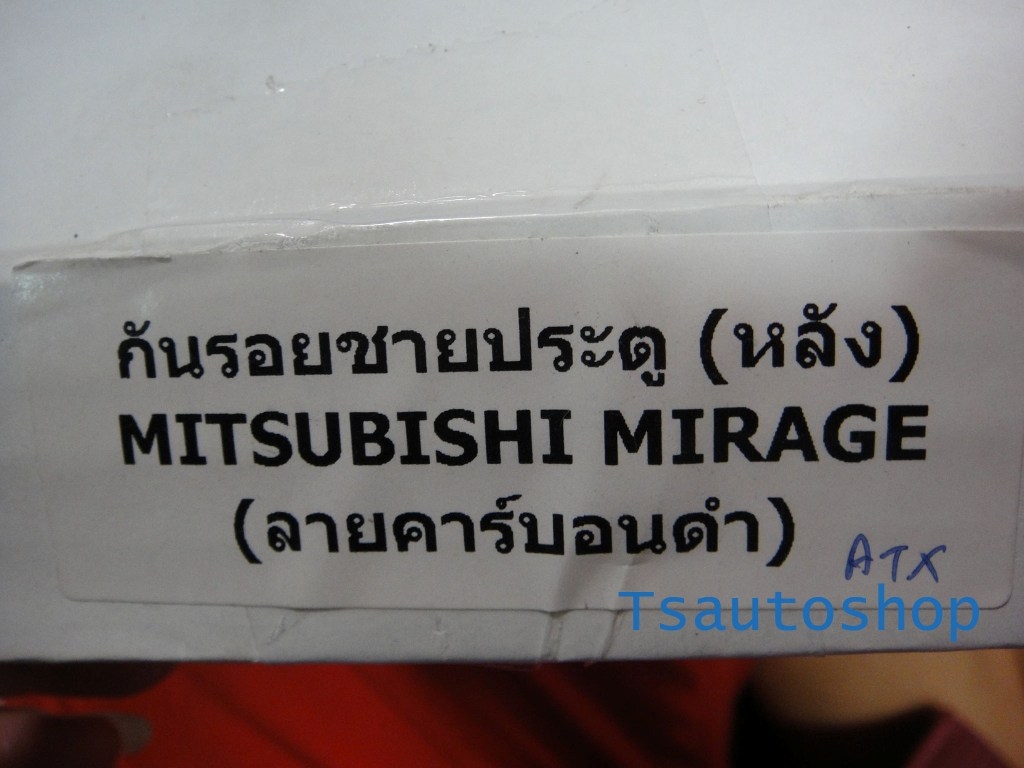 กันรอยชายประตู (หลัง)
MITSUBISHI MIRAGE
(ลายคาร์บอนดำ)
ATX
Tsautoshop